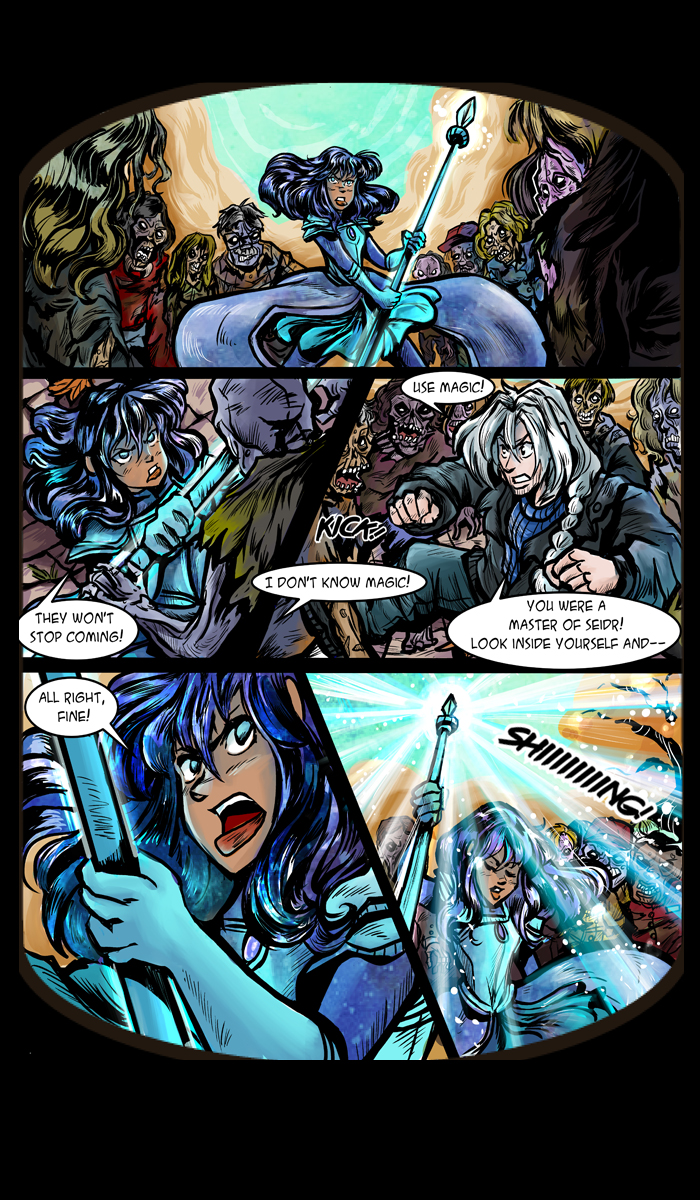 THEY WON'T
STOP COMING!
USE MAGIC!
KICK!!
I DON'T KNOW MAGIC!
YOU WERE A
MASTER OF SEIDR!
LOOK INSIDE YOURSELF AND--
ALL RIGHT,
FINE!
SHIIIIIIIIING!